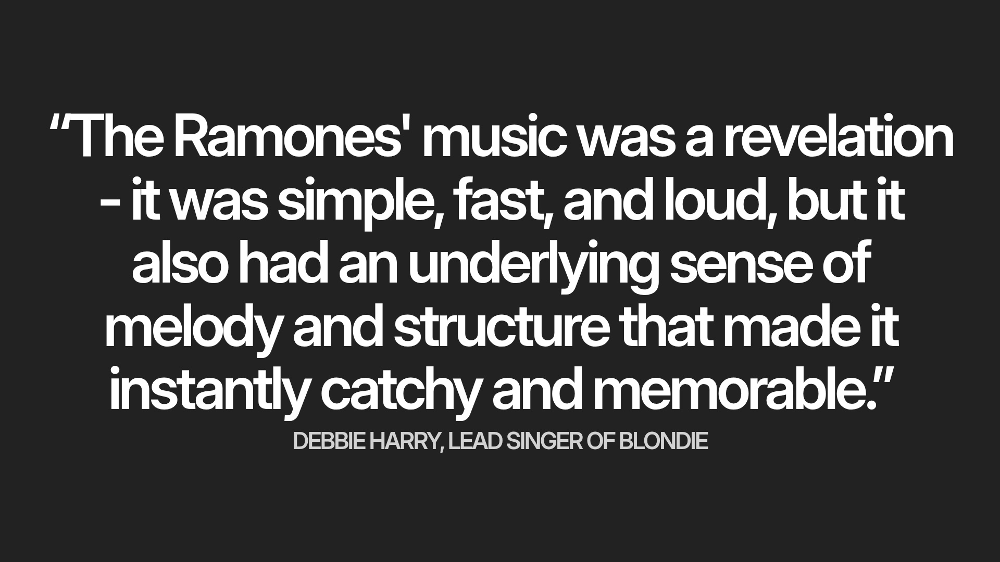 “The Ramones' music was a revelation
- it was simple, fast, and loud, but it
also had an underlying sense of
melody and structure that made it
instantly catchy and memorable.”
DEBBIE HARRY, LEAD SINGER OF BLONDIE